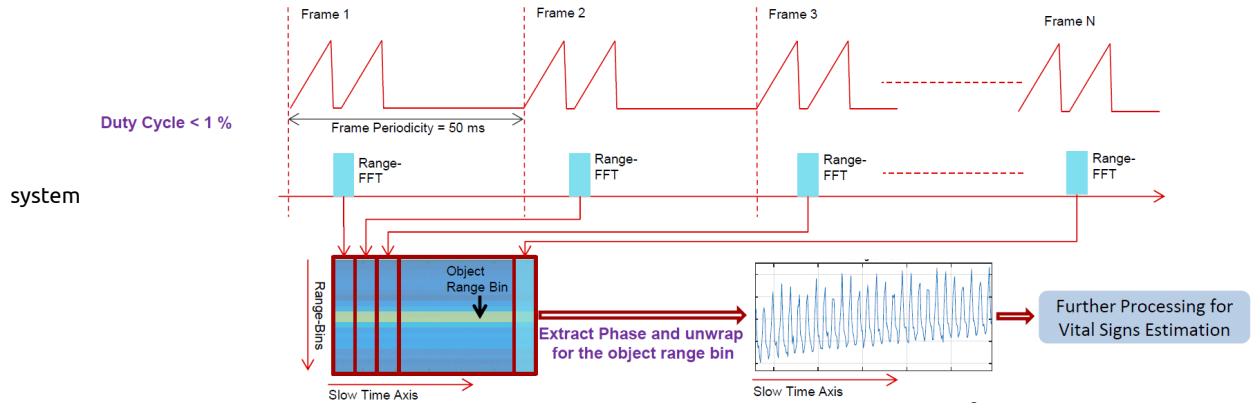 Frame 1
Frame 2
Frame 3
Frame N
Duty Cycle < 1 %
Frame Periodicity = 50 ms
Range-
FFT
Range-
FFT
Range-
FFT
Range-
FFT
system
Range-Bins
Object
Range Bin
Extract Phase and unwrap
for the object range bin
Further Processing for
Vital Signs Estimation
Slow Time Axis
Slow Time Axis